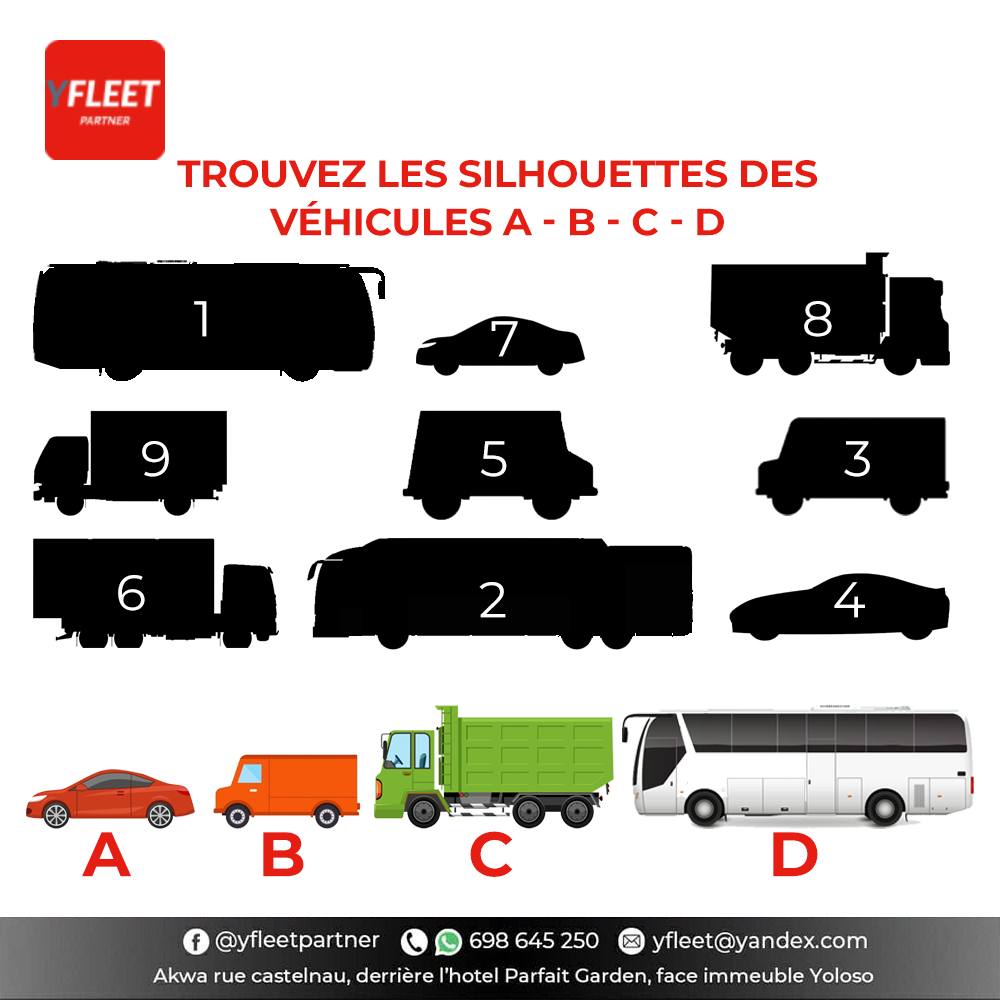 YFLEET
PARTNER
TROUVEZ LES SILHOUETTES DES
VÉHICULES A - B - C - D
1
7
8
9
5
3
6
2
4
A
B
C
D
@yfleetpartner 698 645 250 yfleet@yandex.com
Akwa rue castelnau, derrière l'hotel Parfait Garden, face immeuble Yoloso